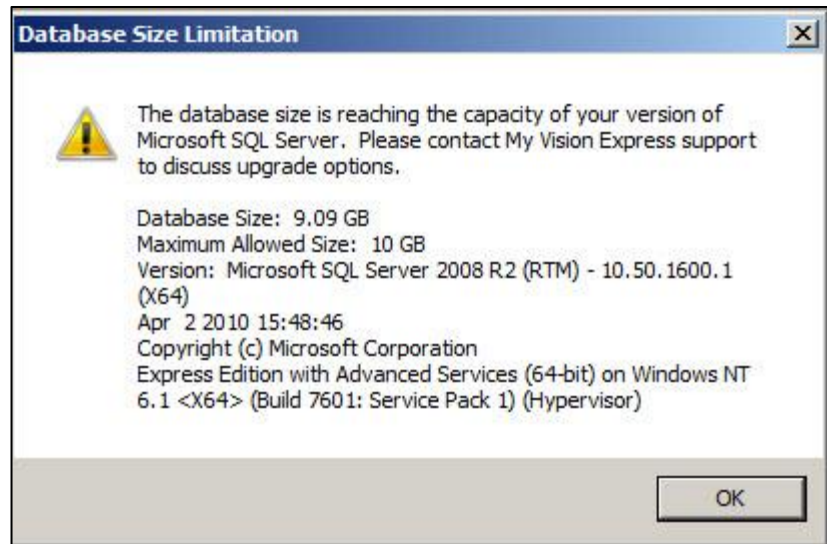 Database Size Limitation
The database size is reaching the capacity of your version of
Microsoft SQL Server. Please contact My Vision Express support
to discuss upgrade options.
Database Size: 9.09 GB
Maximum Allowed Size: 10 GB
Version: Microsoft SQL Server 2008 R2 (RTM) - 10.50.1600.1
(X64)
Apr 2 2010 15:48:46
Copyright (c) Microsoft Corporation
Express Edition with Advanced Services (64-bit) on Windows NT
6.1 <X64> (Build 7601: Service Pack 1) (Hypervisor)
OK